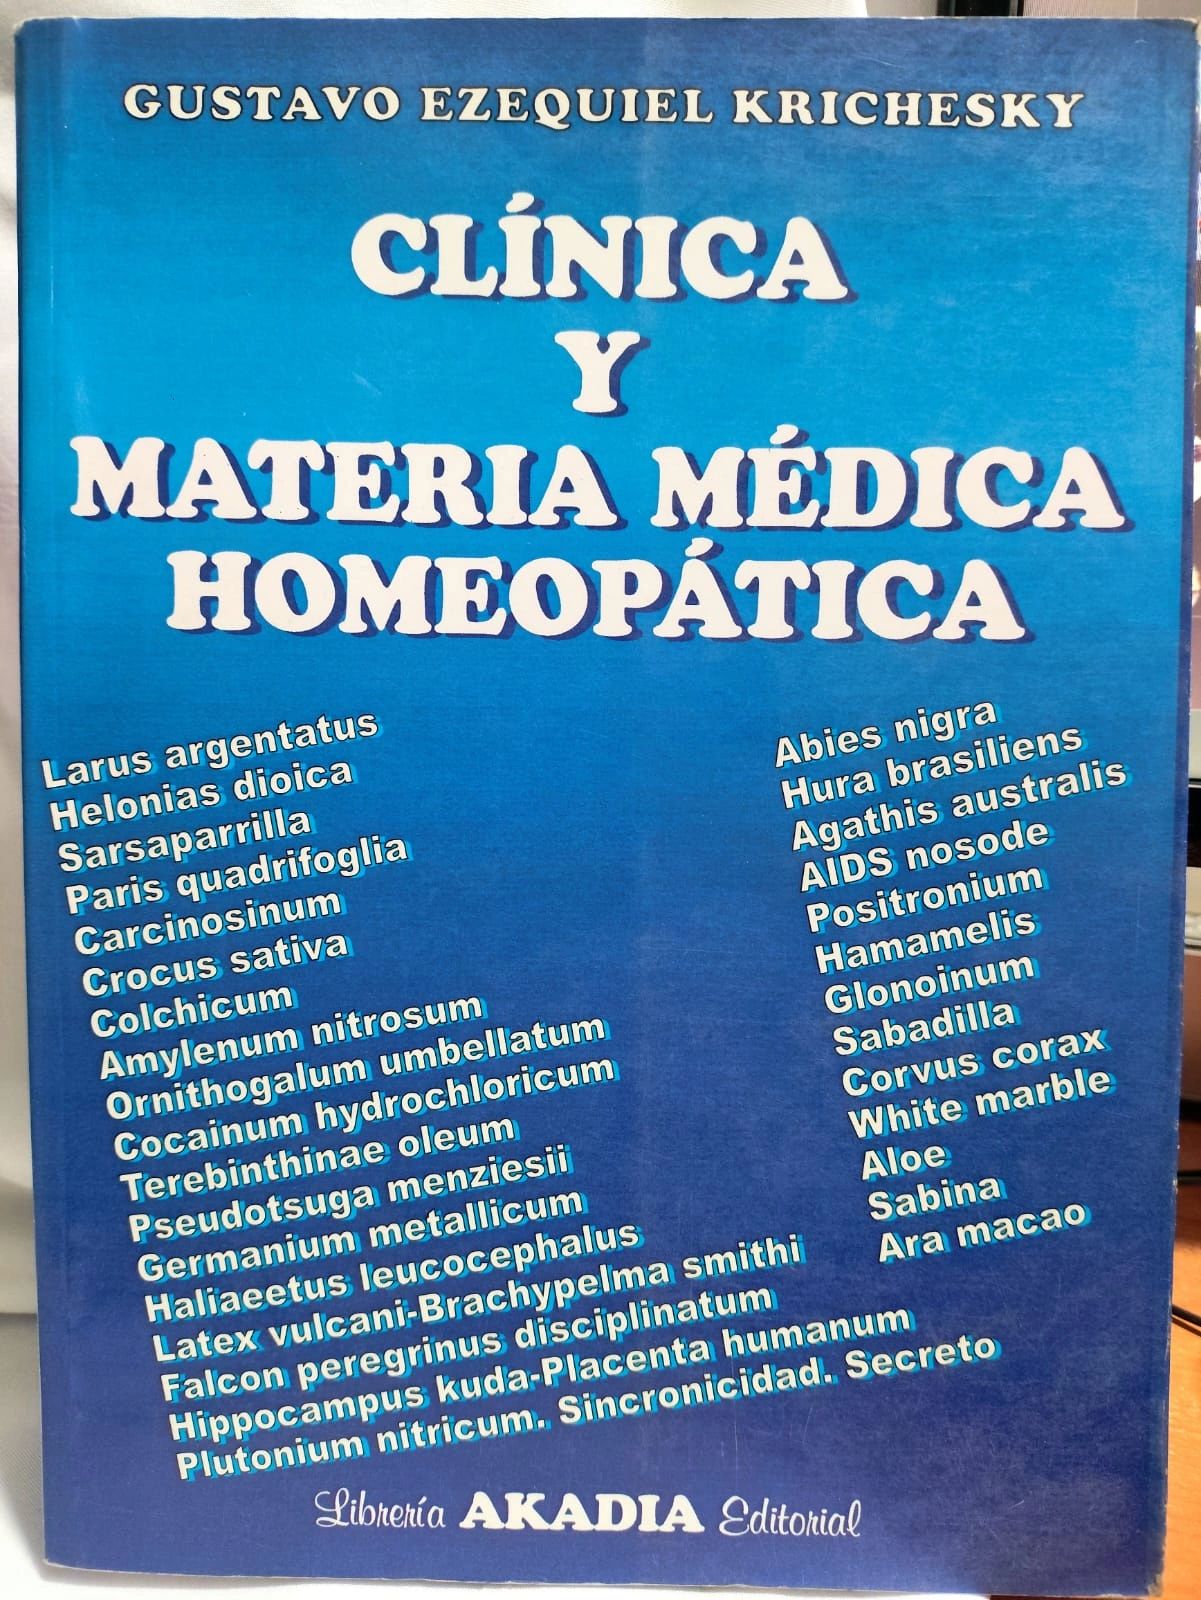 GUSTAVO EZEQUIEL KRICHESKY
CLÍNICA
Y
MATERIA MÉDICA
HOMEOPÁTICA
Larus argentatus
Helonias dioica
Sarsaparrilla
Paris quadrifoglia
Carcinosinum
Crocus sativa
Colchicum
Amylenum nitrosum
Ornithogalum umbellatum
Cocainum hydrochloricum
Terebinthinae oleum
Pseudotsuga menziesii
Germanium metallicum
Haliaeetus leucocephalus
Latex vulcani-Brachypelma smithi
Falcon peregrinus disciplinatum
Hippocampus kuda-Placenta humanum
Plutonium nitricum. Sincronicidad. Secreto
Abies nigra
Hura brasiliens
Agathis australis
AIDS nosode
Positronium
Hamamelis
Glonoinum
Sabadilla
Corvus corax
White marble
Aloe
Sabina
Ara macao
Librería AKADIA Editorial